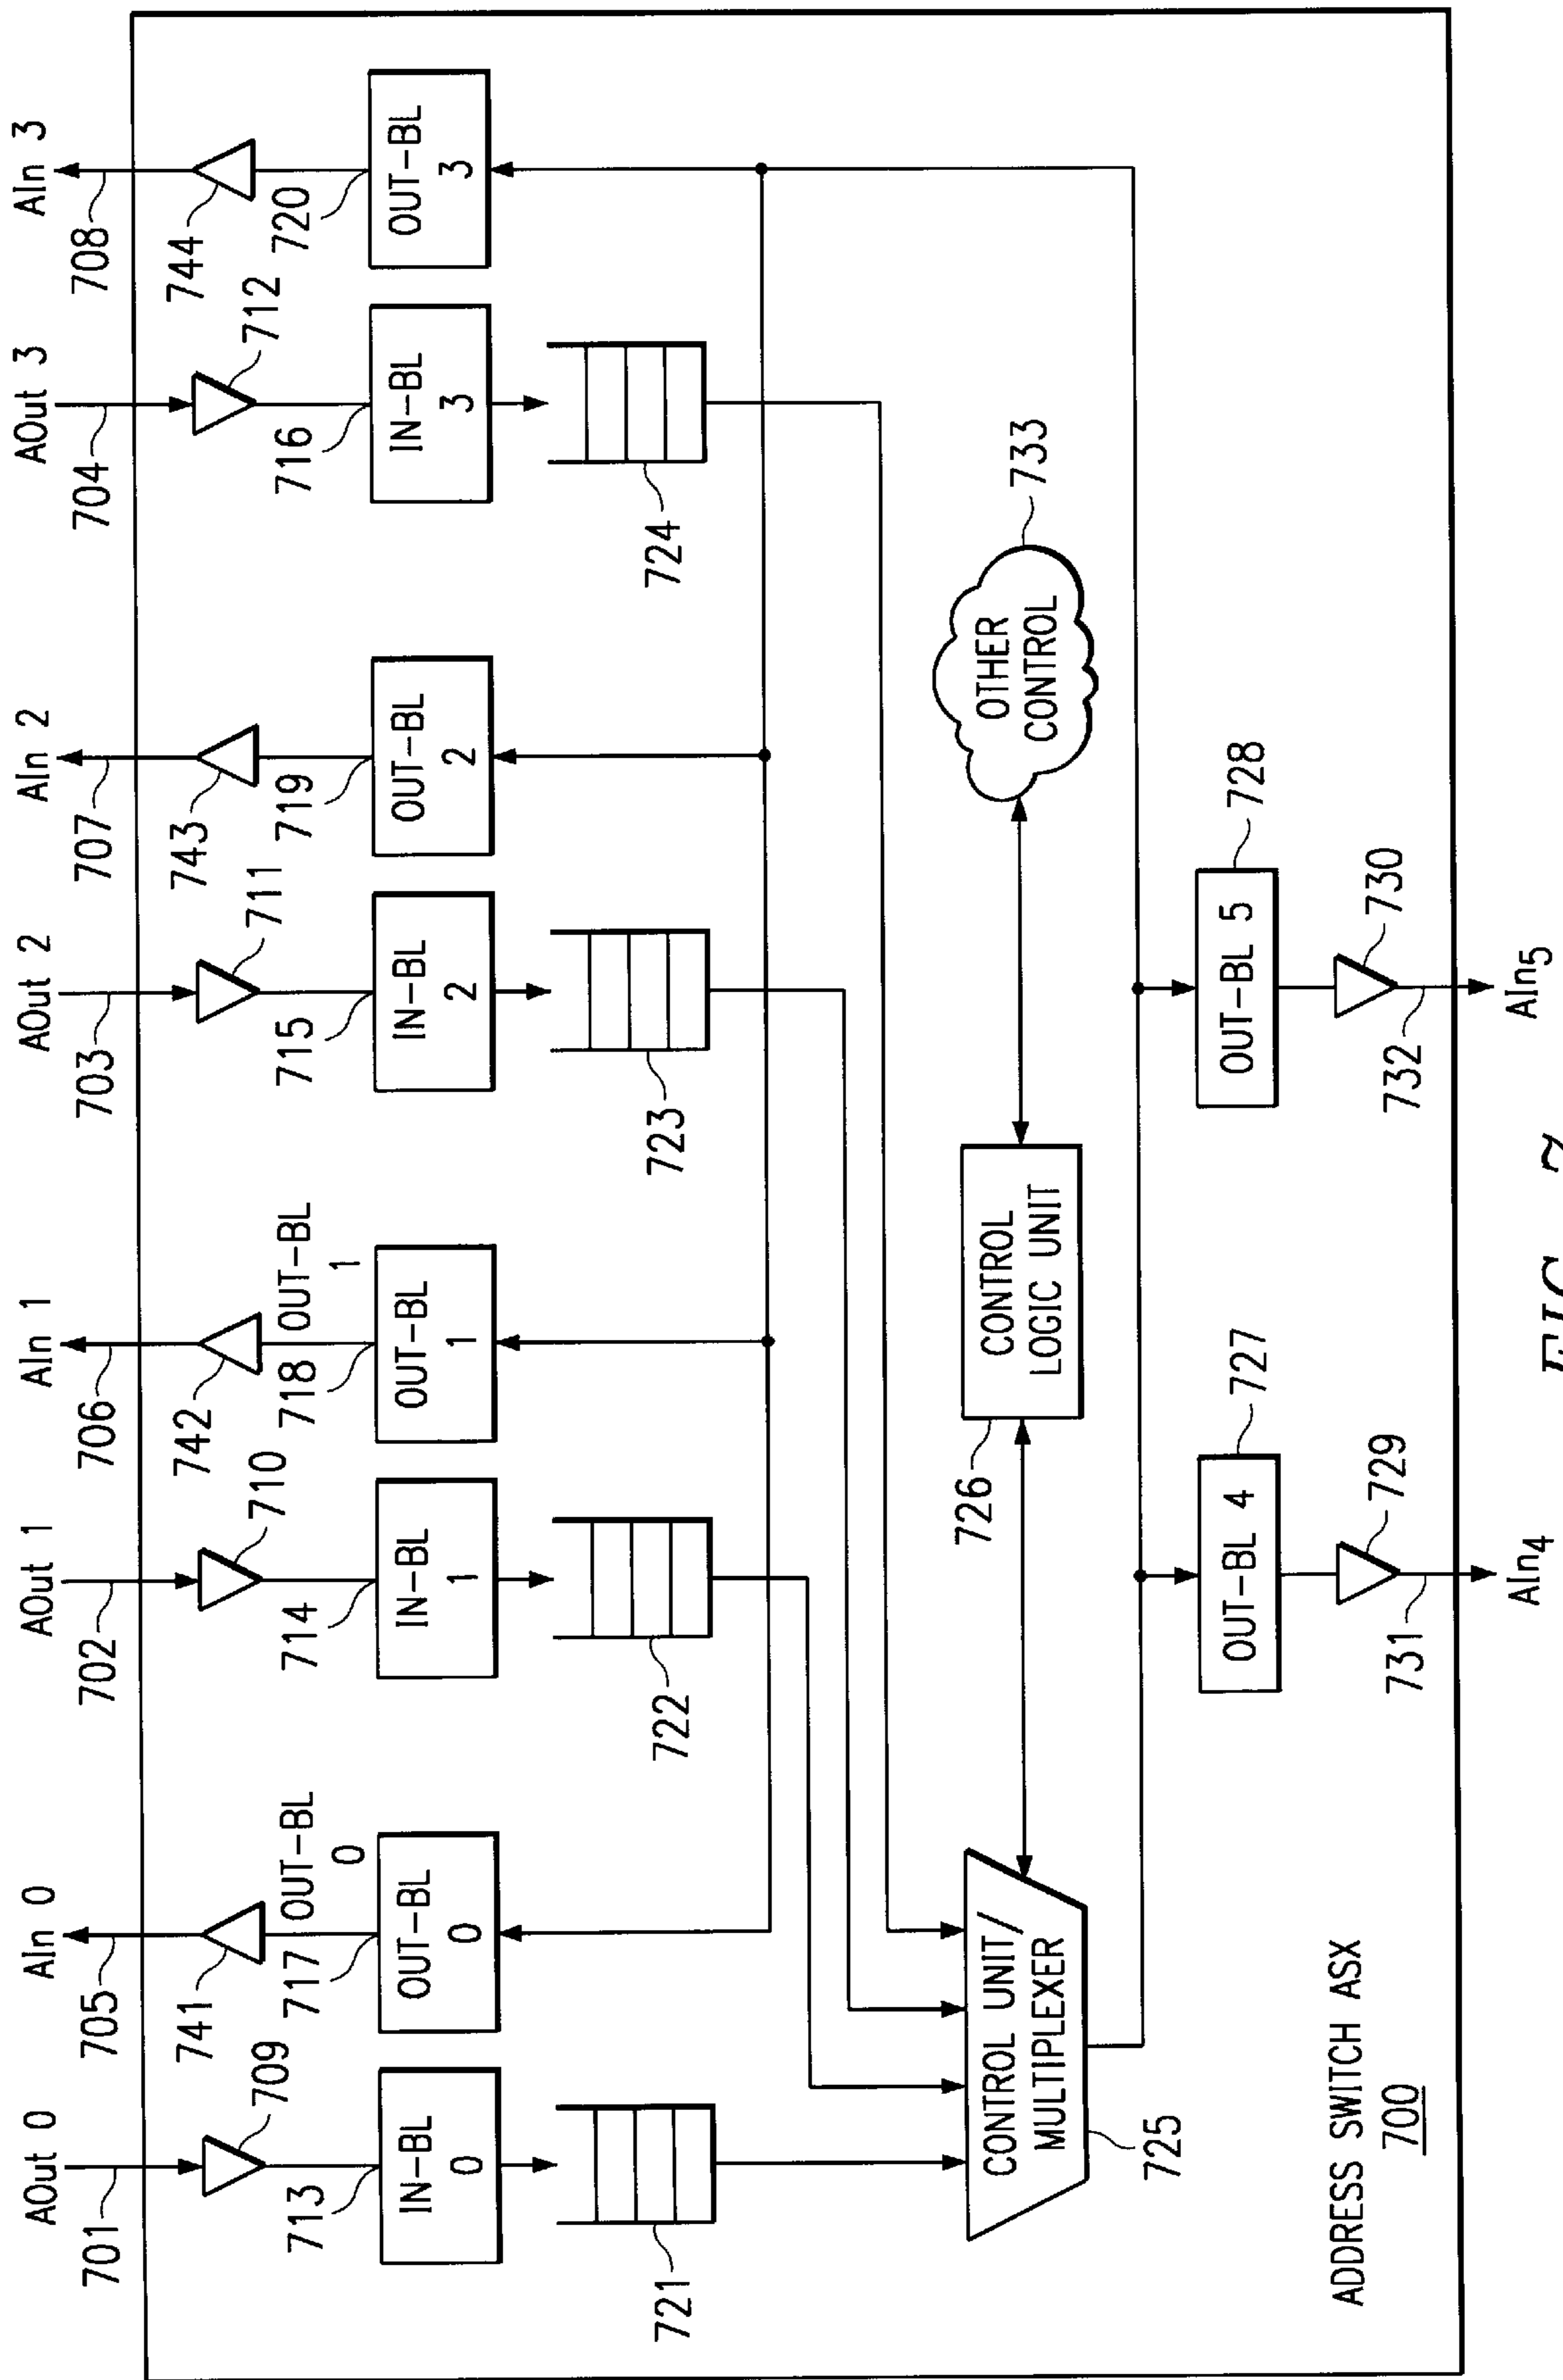 AOut 0
AIn 0
AOut 1
AIn 1
AOut 2
AIn 2
AOut 3
AIn 3
701
705
702
706
703
707
704
708
709
741
710
742
711
743
712
744
713
717
OUT-BL
0
714
718
OUT-BL
1
715
719
716
720
IN-BL
0
OUT-BL
0
IN-BL
1
OUT-BL
1
IN-BL
2
OUT-BL
2
IN-BL
3
OUT-BL
3
721
722
723
724
CONTROL UNIT/
MULTIPLEXER
725
726
CONTROL
LOGIC UNIT
OTHER
CONTROL
733
OUT-BL 4
727
OUT-BL 5
728
729
730
731
732
ADDRESS SWITCH ASX
700
AIn4
AIn5